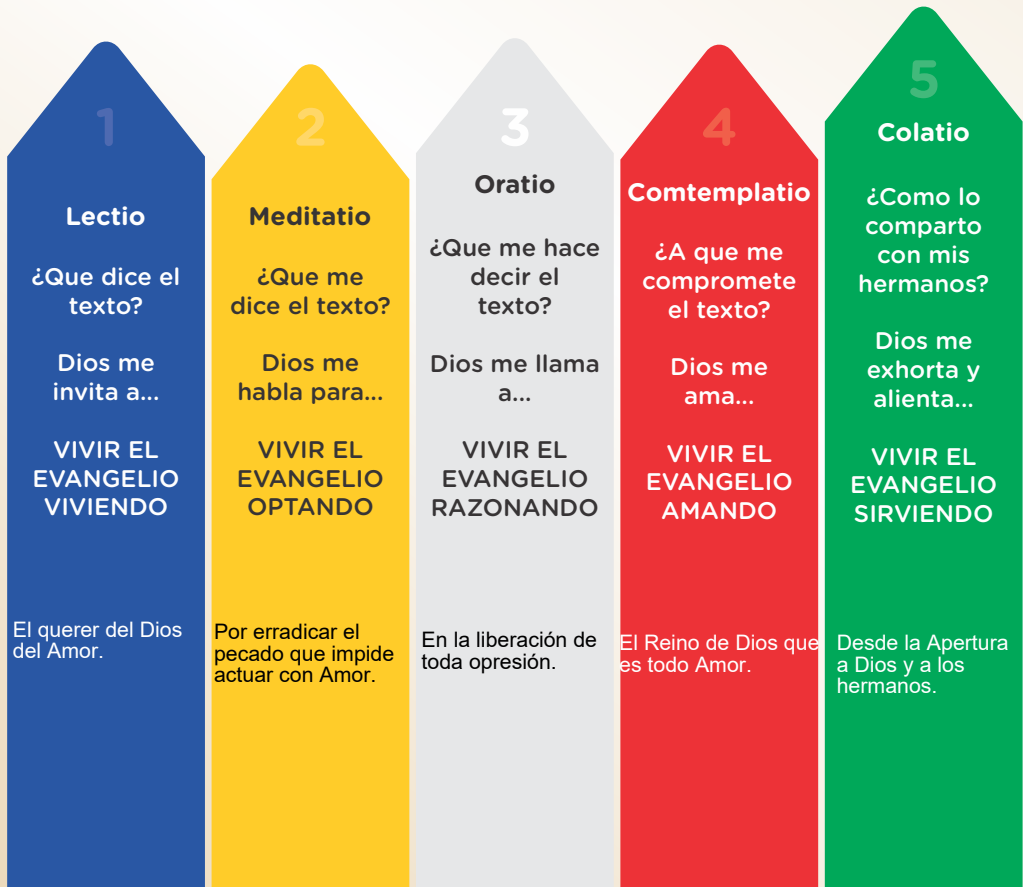 1
Lectio
¿Que dice el
texto?
Dios me
invita a...
VIVIR EL
EVANGELIO
VIVIENDO
El querer del Dios
del Amor.
2
Meditatio
¿Que me
dice el texto?
Dios me
habla para...
VIVIR EL
EVANGELIO
OPTANDO
Por erradicar el
pecado que impide
actuar con Amor.
3
Oratio
¿Que me hace
decir el
texto?
Dios me llama
a...
VIVIR EL
EVANGELIO
RAZONANDO
En la liberación de
toda opresión.
4
Comtemplatio
¿A que me
compromete
el texto?
Dios me
ama...
VIVIR EL
EVANGELIO
AMANDO
El Reino de Dios que
es todo Amor.
5
Colatio
¿Como lo
comparto
con mis
hermanos?
Dios me
exhorta y
alienta...
VIVIR EL
EVANGELIO
SIRVIENDO
Desde la Apertura
a Dios y a los
hermanos.